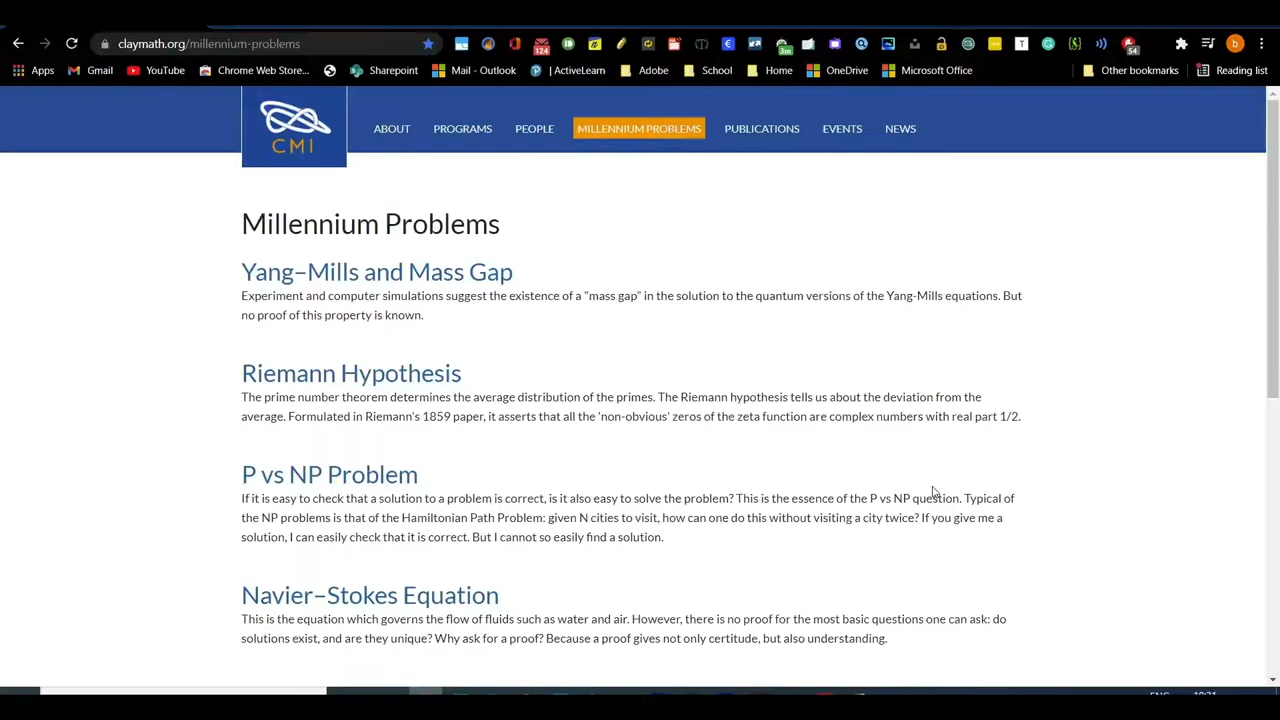 claymath.org/millennium-problems
124
3m
T
54
b
Apps
Gmail
YouTube
Chrome Web Store...
Sharepoint
Mail - Outlook
| ActiveLearn
Adobe
School
Home
OneDrive
Microsoft Office
Other bookmarks
Reading list
CMI
ABOUT
PROGRAMS
PEOPLE
MILLENNIUM PROBLEMS
PUBLICATIONS
EVENTS
NEWS
Millennium Problems
Yang–Mills and Mass Gap
Experiment and computer simulations suggest the existence of a "mass gap" in the solution to the quantum versions of the Yang-Mills equations. But
no proof of this property is known.
Riemann Hypothesis
The prime number theorem determines the average distribution of the primes. The Riemann hypothesis tells us about the deviation from the
average. Formulated in Riemann's 1859 paper, it asserts that all the 'non-obvious' zeros of the zeta function are complex numbers with real part 1/2.
P vs NP Problem
If it is easy to check that a solution to a problem is correct, is it also easy to solve the problem? This is the essence of the P vs NP question. Typical of
the NP problems is that of the Hamiltonian Path Problem: given N cities to visit, how can one do this without visiting a city twice? If you give me a
solution, I can easily check that it is correct. But I cannot so easily find a solution.
Navier–Stokes Equation
This is the equation which governs the flow of fluids such as water and air. However, there is no proof for the most basic questions one can ask: do
solutions exist, and are they unique? Why ask for a proof? Because a proof gives not only certitude, but also understanding.